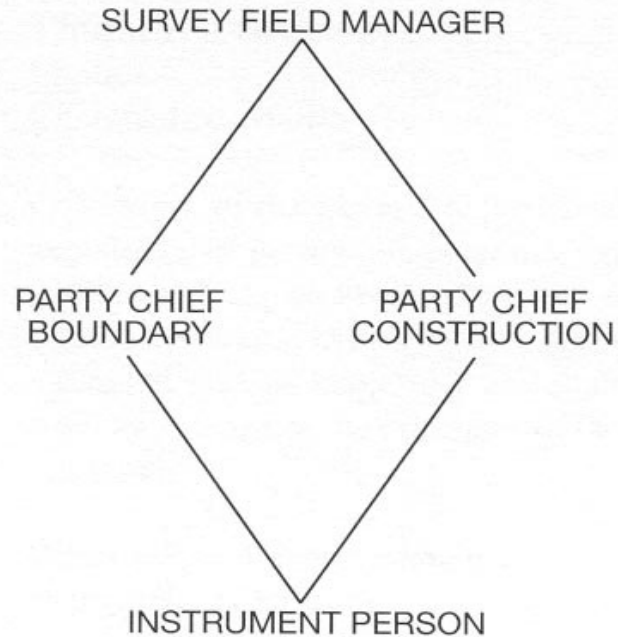 SURVEY FIELD MANAGER
PARTY CHIEF
BOUNDARY
PARTY CHIEF
CONSTRUCTION
INSTRUMENT PERSON